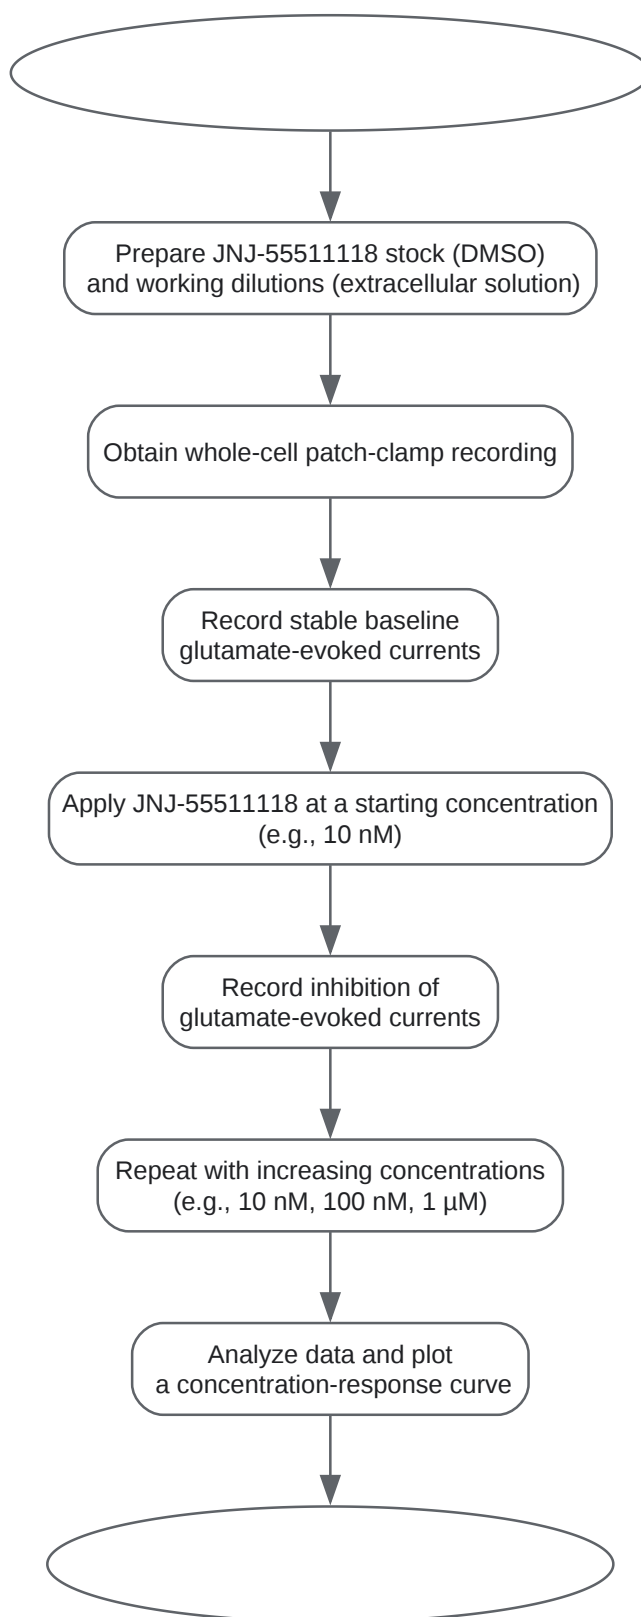 Prepare JNJ-55511118 stock (DMSO)
and working dilutions (extracellular solution)
Obtain whole-cell patch-clamp recording
Record stable baseline
glutamate-evoked currents
Apply JNJ-55511118 at a starting concentration
(e.g., 10 nM)
Record inhibition of
glutamate-evoked currents
Repeat with increasing concentrations
(e.g., 10 nM, 100 nM, 1 µM)
Analyze data and plot
a concentration-response curve